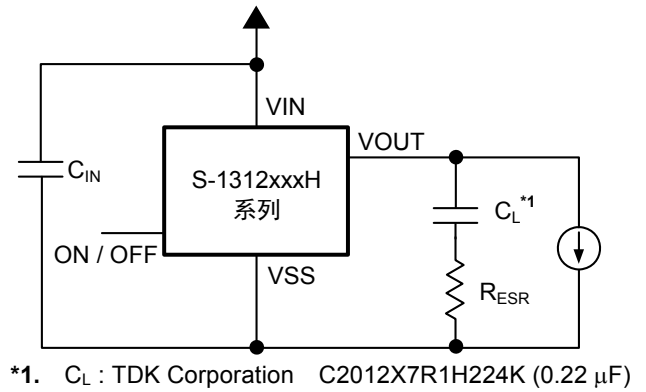 VIN
VOUT
C_IN
S-1312xxxH
系列
C_L*1
ON / OFF
VSS
R_ESR
*1. C_L : TDK Corporation C2012X7R1H224K (0.22 μF)